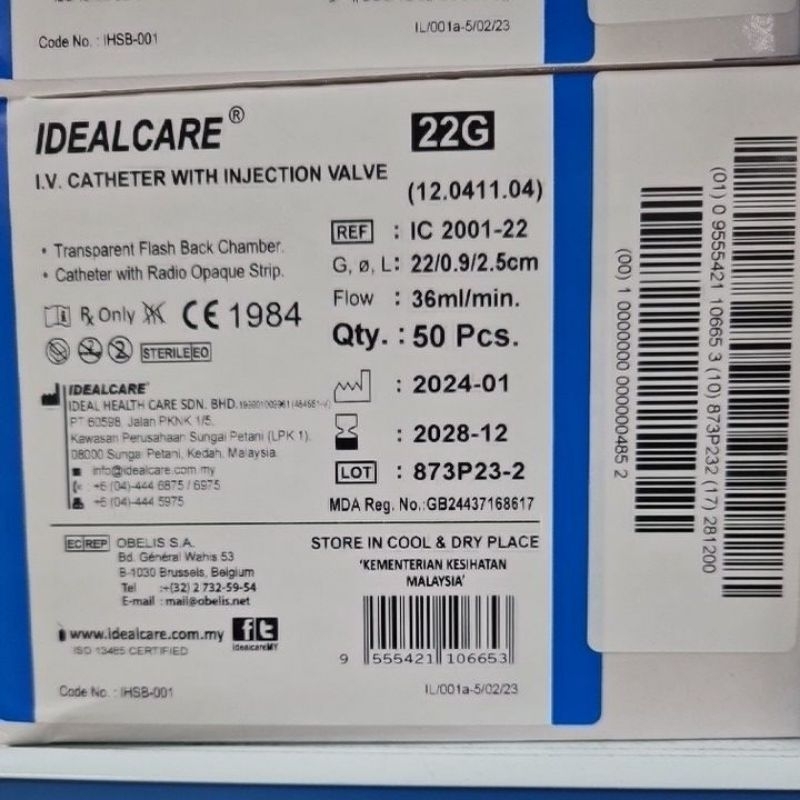 Code No. : IHSB-001
IL/001a-5/02/23
IDEALCARE®
22G
I.V. CATHETER WITH INJECTION VALVE
(12.0411.04)
• Transparent Flash Back Chamber.
• Catheter with Radio Opaque Strip.
REF : IC 2001-22
G, ø, L: 22/0.9/2.5cm
Flow : 36ml/min.
Qty. : 50 Pcs.
Rx Only CE 1984
STERILE EO
: 2024-01
: 2028-12
LOT : 873P23-2
MDA Reg. No.:GB24437168617
IDEALCARE®
IDEAL HEALTH CARE SDN. BHD.
PT 60598, Jalan PKNK 1/5,
Kawasan Perusahaan Sungai Petani (LPK 1).
08000 Sungai Petani, Kedah, Malaysia.
info@idealcare.com.my
: +6 (04)-444 6875 / 6975
: +6 (04)-444 5975
EC REP OBELIS S.A.
Bd. Général Wahis 53
B-1030 Brussels, Belgium
Tel :+(32) 2 732-59-54
E-mail : mail@obelis.net
STORE IN COOL & DRY PLACE
'KEMENTERIAN KESIHATAN
MALAYSIA'
www.idealcare.com.my
idealcareMY
ISO 13485 CERTIFIED
9 555421 106653
Code No. : IHSB-001
IL/001a-5/02/23
(01) 0 9555421 10665 3 (10) 873P232 (17) 281200
(00) 1 0000000 000000485 2